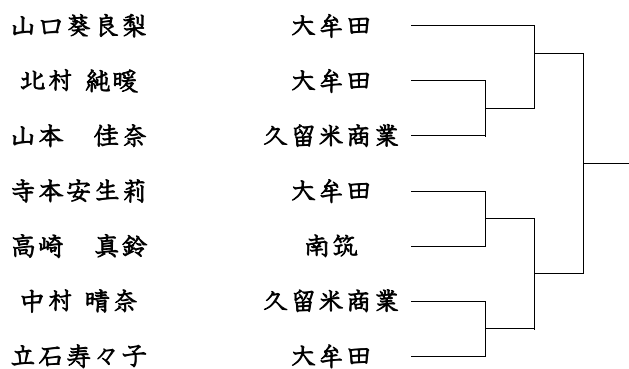 山口葵良梨 大牟田
北村 純暖 大牟田
山本　佳奈 久留米商業
寺本安生莉 大牟田
高崎　真鈴 南筑
中村 晴奈 久留米商業
立石寿々子 大牟田